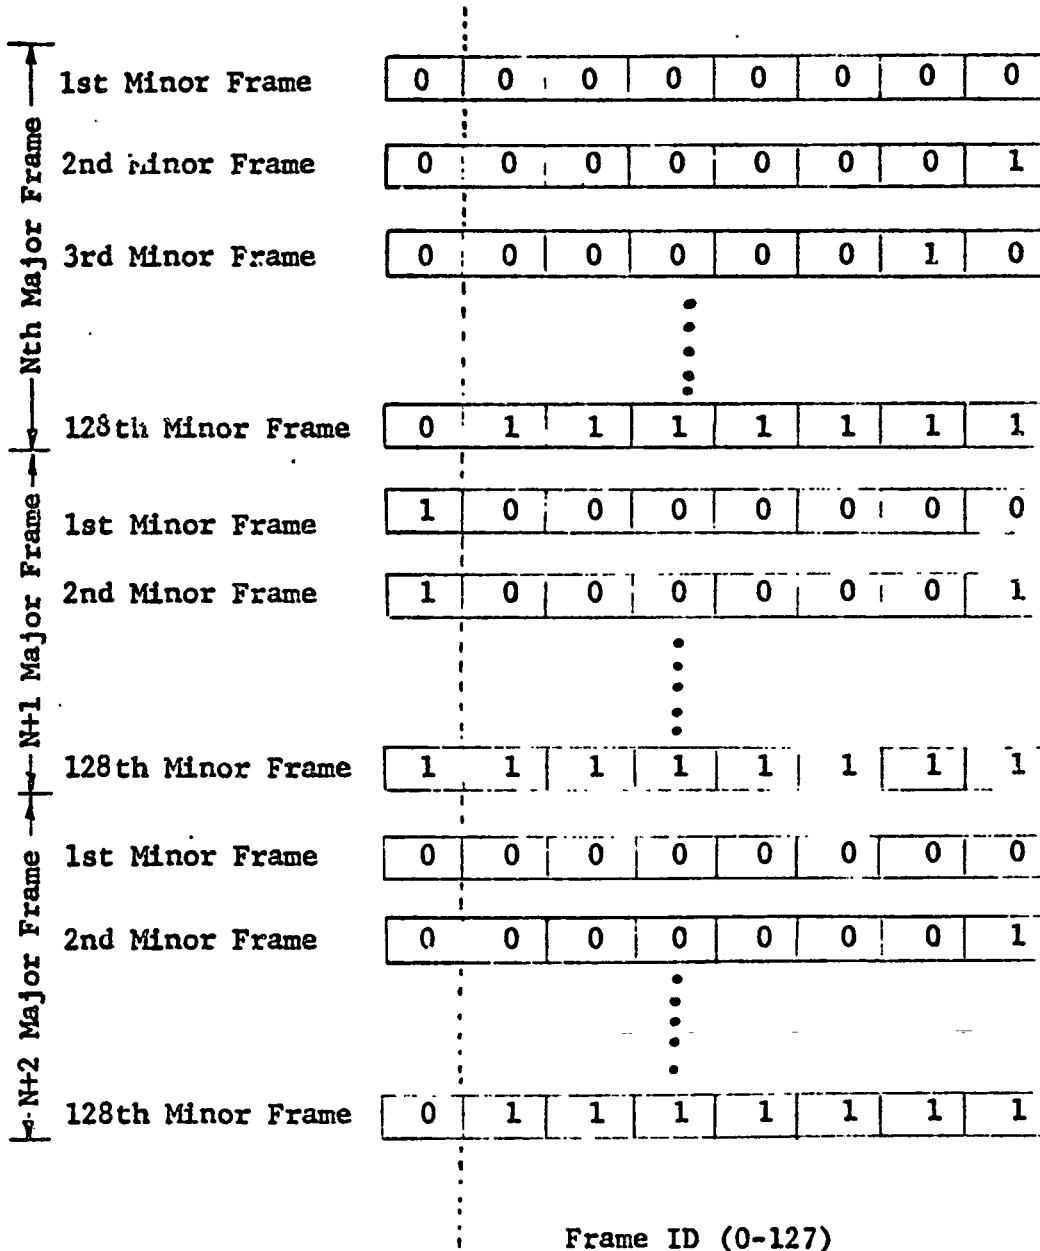 Nth Major Frame
1st Minor Frame 0 0 0 0 0 0 0 0
2nd Minor Frame 0 0 0 0 0 0 0 1
3rd Minor Frame 0 0 0 0 0 0 1 0
128th Minor Frame 0 1 1 1 1 1 1 1
N+1 Major Frame
1st Minor Frame 1 0 0 0 0 0 0 0
2nd Minor Frame 1 0 0 0 0 0 0 1
128th Minor Frame 1 1 1 1 1 1 1 1
N+2 Major Frame
1st Minor Frame 0 0 0 0 0 0 0 0
2nd Minor Frame 0 0 0 0 0 0 0 1
128th Minor Frame 0 1 1 1 1 1 1 1
Frame ID (0-127)